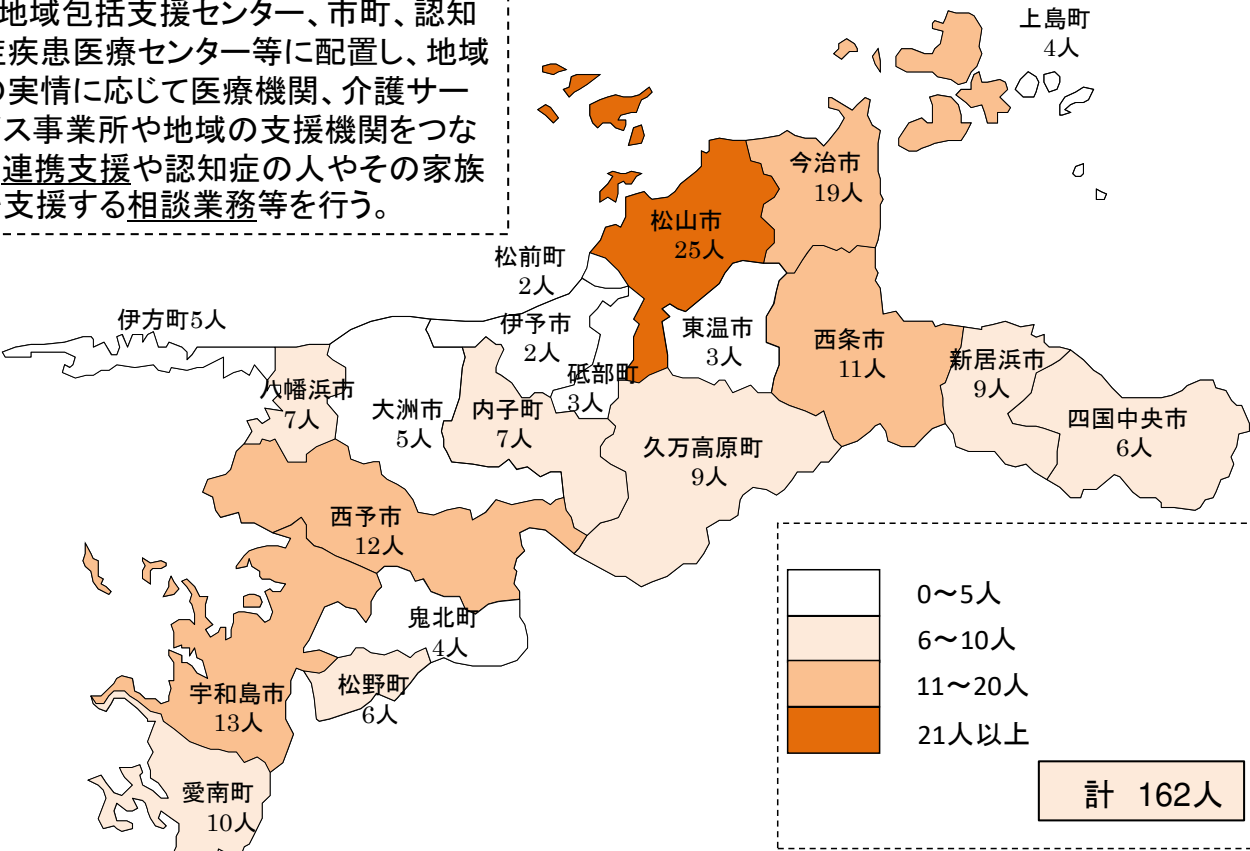 地域包括支援センター、市町、認知
症疾患医療センター等に配置し、地域
の実情に応じて医療機関、介護サー
ビス事業所や地域の支援機関をつな
連携支援や認知症の人やその家族
支援する相談業務等を行う。
上島町
4人
今治市
19人
松山市
25人
松前町
2人
伊方町5人
伊予市
2人
東温市
3人
西条市
11人
新居浜市
9人
砥部町
3人
八幡浜市
7人
大洲市
5人
内子町
7人
久万高原町
9人
四国中央市
6人
西予市
12人
鬼北町
4人
松野町
6人
宇和島市
13人
愛南町
10人
0～5人
6～10人
11～20人
21人以上
計 162人